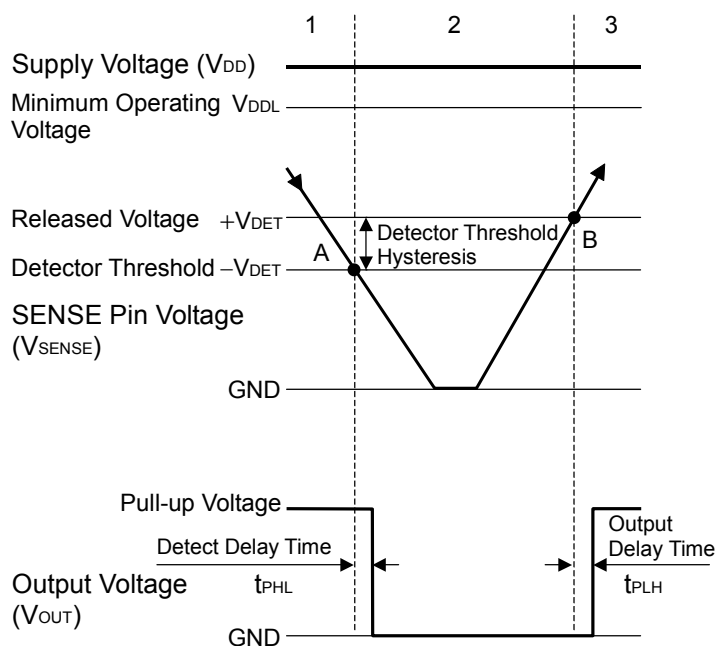 1 2 3
Supply Voltage (VDD)
Minimum Operating VDDL
Voltage
Released Voltage +VDET
Detector Threshold
Hysteresis
A
B
Detector Threshold −VDET
SENSE Pin Voltage
(VSENSE)
GND
Pull-up Voltage
Detect Delay Time
tPHL
Output
Delay Time
tPLH
Output Voltage
(VOUT)
GND